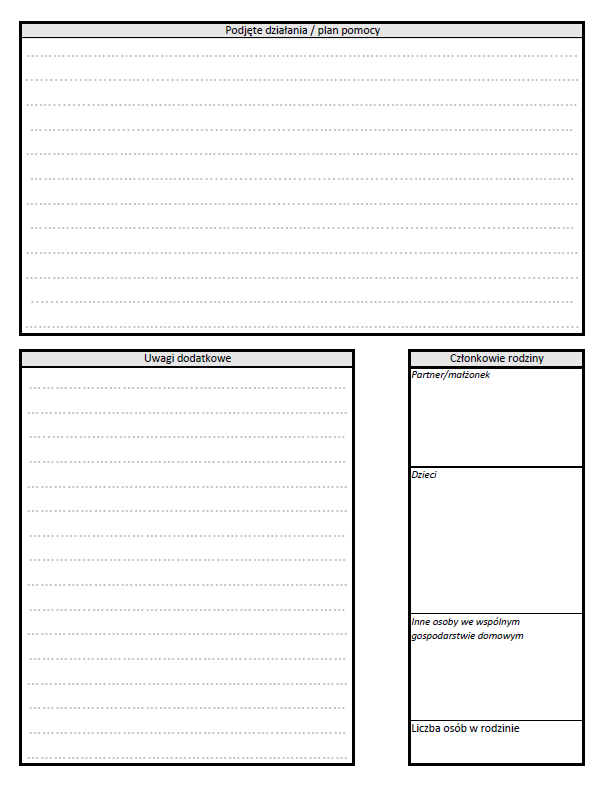 Podjęte działania / plan pomocy
Uwagi dodatkowe
Członkowie rodziny
Partner/małżonek
Dzieci
Inne osoby we wspólnym
gospodarstwie domowym
Liczba osób w rodzinie